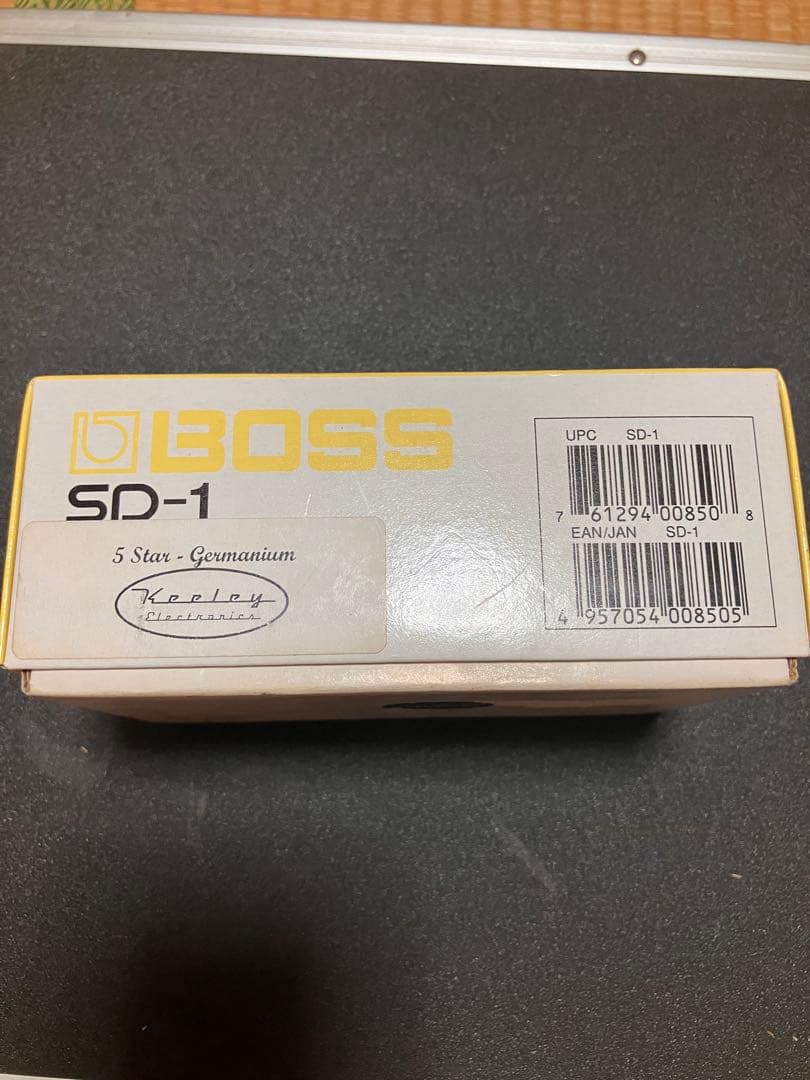 BOSS
SD-1
5 Star - Germanium
Keeley
Electronics
UPC SD-1
7 61294 00850 8
EAN/JAN SD-1
4 957054 008505